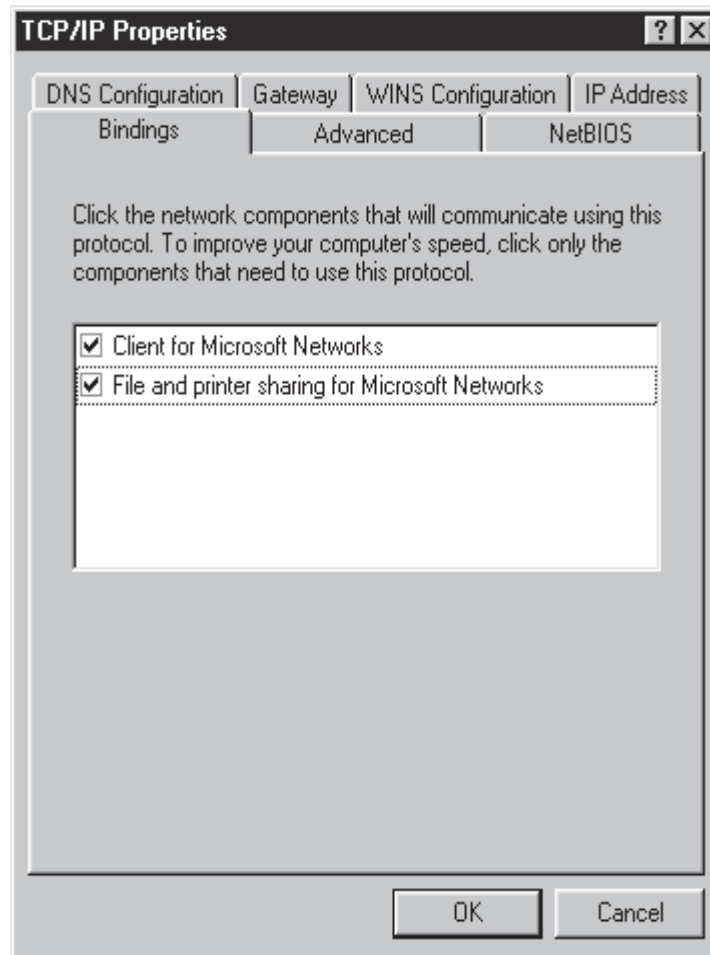 TCP/IP Properties
DNS Configuration
Gateway
WINS Configuration
IP Address
Bindings
Advanced
NetBIOS
Click the network components that will communicate using this
protocol. To improve your computer's speed, click only the
components that need to use this protocol.
Client for Microsoft Networks
File and printer sharing for Microsoft Networks
OK
Cancel